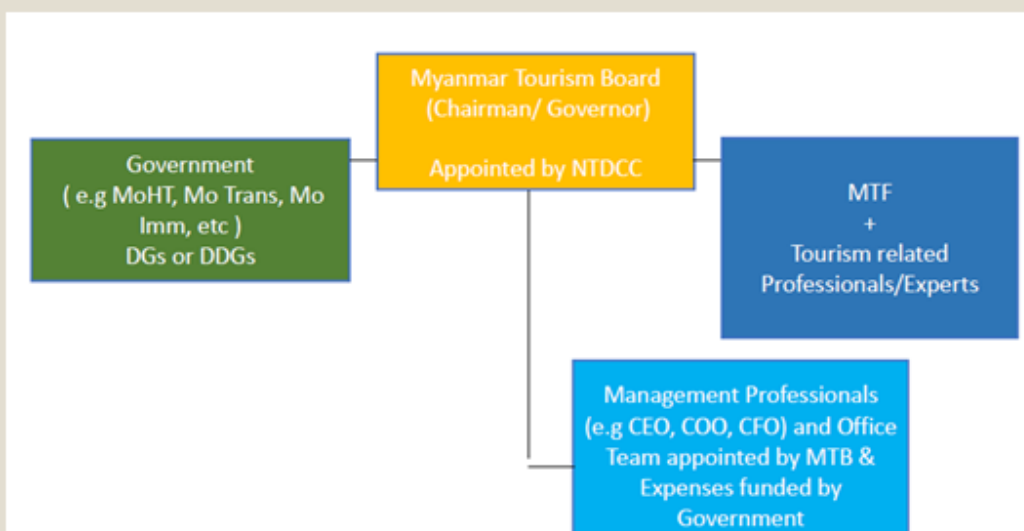 Myanmar Tourism Board
(Chairman/ Governor)
Appointed by NTDCC
Government
( e.g MoHT, Mo Trans, Mo
Imm, etc )
DGs or DDGs
MTF
+
Tourism related
Professionals/Experts
Management Professionals
(e.g CEO, COO, CFO) and Office
Team appointed by MTB &
Expenses funded by
Government